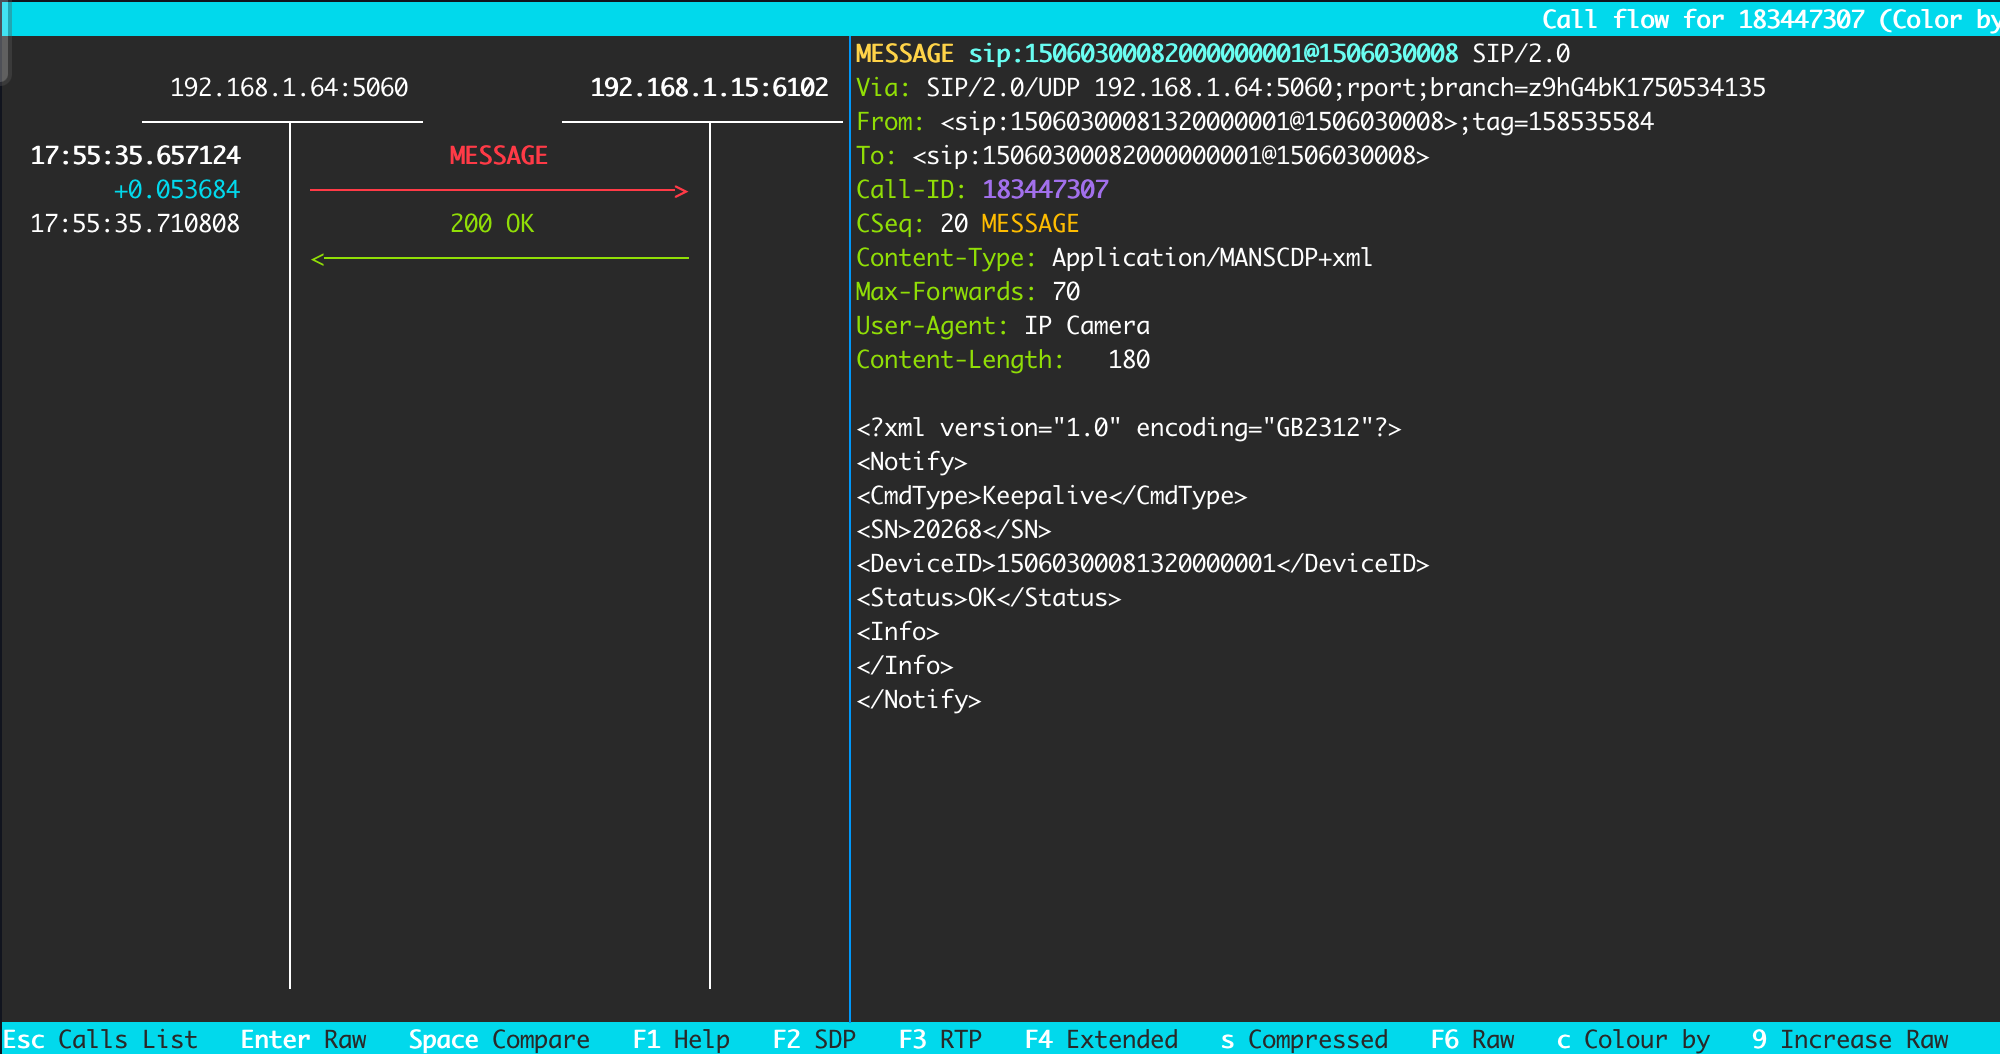 Call flow for 183447307 (Color by
192.168.1.64:5060 192.168.1.15:6102
17:55:35.657124 MESSAGE
+0.053684
17:55:35.710808 200 OK
MESSAGE sip:15060300082000000001@1506030008 SIP/2.0
Via: SIP/2.0/UDP 192.168.1.64:5060;rport;branch=z9hG4bK1750534135
From: <sip:15060300081320000001@1506030008>;tag=158535584
To: <sip:15060300082000000001@1506030008>
Call-ID: 183447307
CSeq: 20 MESSAGE
Content-Type: Application/MANSCDP+xml
Max-Forwards: 70
User-Agent: IP Camera
Content-Length:   180
<?xml version="1.0" encoding="GB2312"?>
<Notify>
<CmdType>Keepalive</CmdType>
<SN>20268</SN>
<DeviceID>15060300081320000001</DeviceID>
<Status>OK</Status>
<Info>
</Info>
</Notify>
Esc Calls List Enter Raw Space Compare F1 Help F2 SDP F3 RTP F4 Extended s Compressed F6 Raw c Colour by 9 Increase Raw